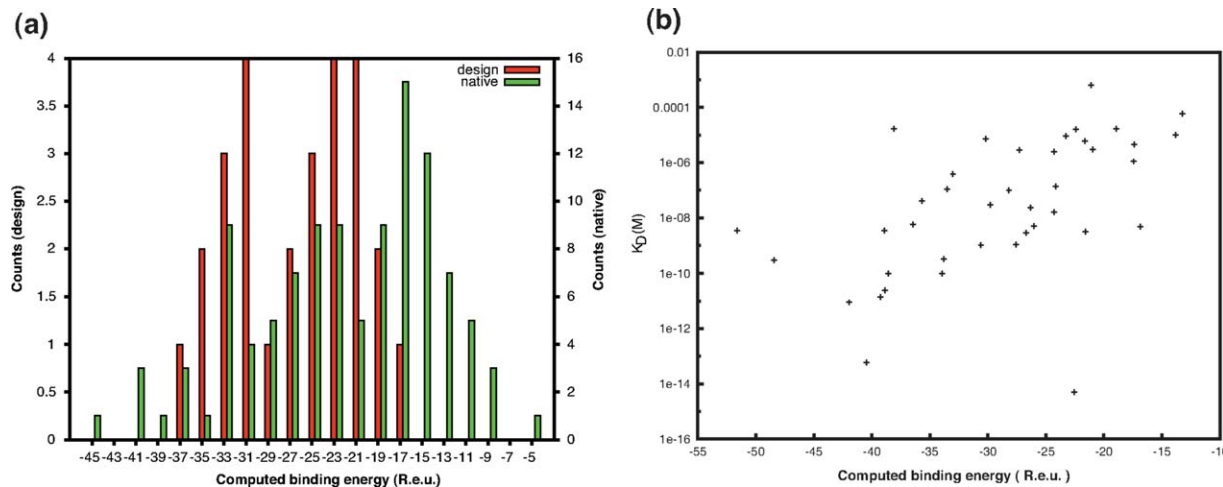 (a)
design
native
4
3.5
3
2.5
2
1.5
1
0.5
0
Counts (design)
16
14
12
10
8
6
4
2
0
Counts (native)
-45 -43 -41 -39 -37 -35 -33 -31 -29 -27 -25 -23 -21 -19 -17 -15 -13 -11 -9 -7 -5
Computed binding energy (R.e.u.)
(b)
0.01
0.0001
1e-06
1e-08
1e-10
1e-12
1e-14
1e-16
KD(M)
-55 -50 -45 -40 -35 -30 -25 -20 -15 -10
Computed binding energy ( R.e.u. )